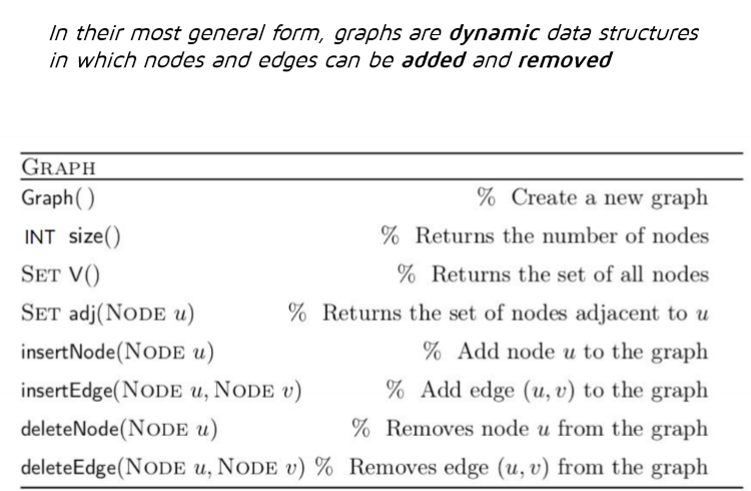 In their most general form, graphs are dynamic data structures
in which nodes and edges can be added and removed
GRAPH
Graph() % Create a new graph
INT size() % Returns the number of nodes
SET V() % Returns the set of all nodes
SET adj(NODE u) % Returns the set of nodes adjacent to u
insertNode(NODE u) % Add node u to the graph
insertEdge(NODE u, NODE v) % Add edge (u, v) to the graph
deleteNode(NODE u) % Removes node u from the graph
deleteEdge(NODE u, NODE v) % Removes edge (u, v) from the graph